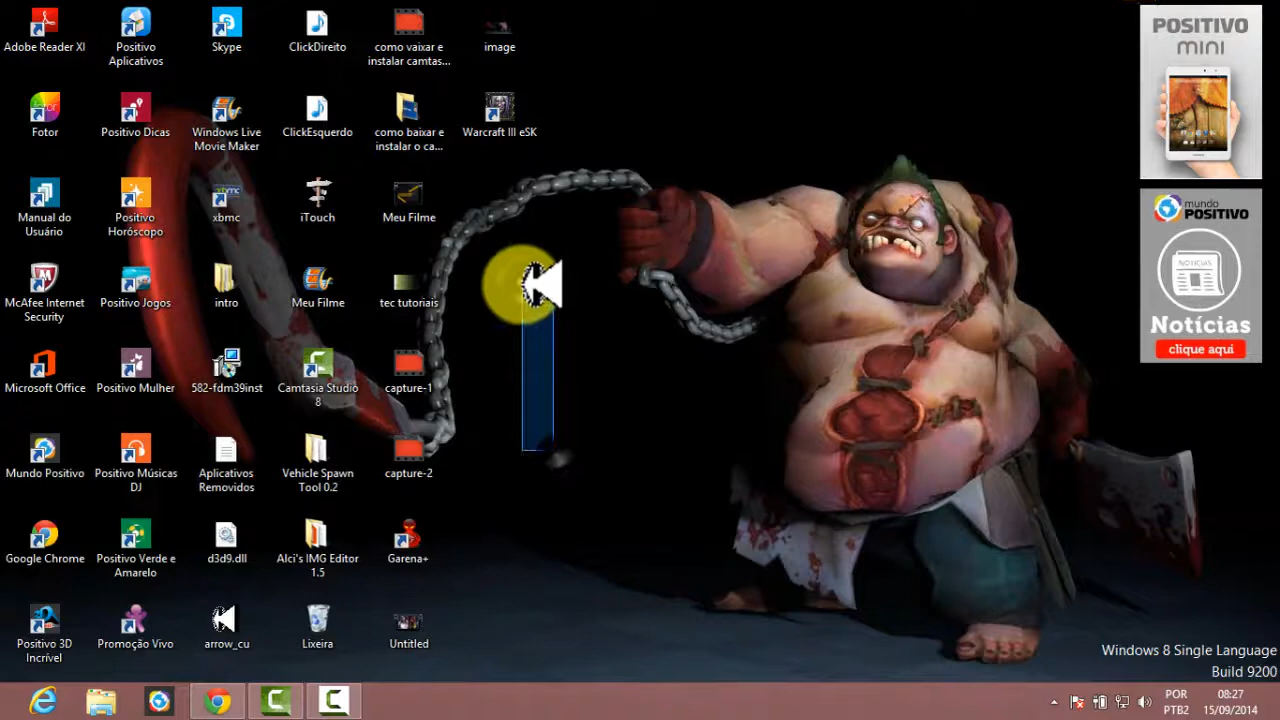 Adobe Reader XI
Positivo
Aplicativos
Skype
ClickDireito
como vaixar e
instalar camtas...
image
Fotor
Positivo Dicas
Windows Live
Movie Maker
ClickEsquerdo
como baixar e
instalar o ca...
Warcraft III eSK
Manual do
Usuário
Positivo
Horóscopo
xbmc
iTouch
Meu Filme
McAfee Internet
Security
Positivo Jogos
intro
Meu Filme
tec tutoriais
Microsoft Office
Positivo Mulher
582-fdm39inst
Camtasia Studio
8
capture-1
Mundo Positivo
Positivo Músicas
DJ
Aplicativos
Removidos
Vehicle Spawn
Tool 0.2
capture-2
Google Chrome
Positivo Verde e
Amarelo
d3d9.dll
Alci's IMG Editor
1.5
Garena+
Positivo 3D
Incrível
Promoção Vivo
arrow_cu
Lixeira
Untitled
POSITIVO
mini
mundo
POSITIVO
NOTÍCIAS
Notícias
clique aqui
Windows 8 Single Language
Build 9200
POR
PTB2
08:27
15/09/2014